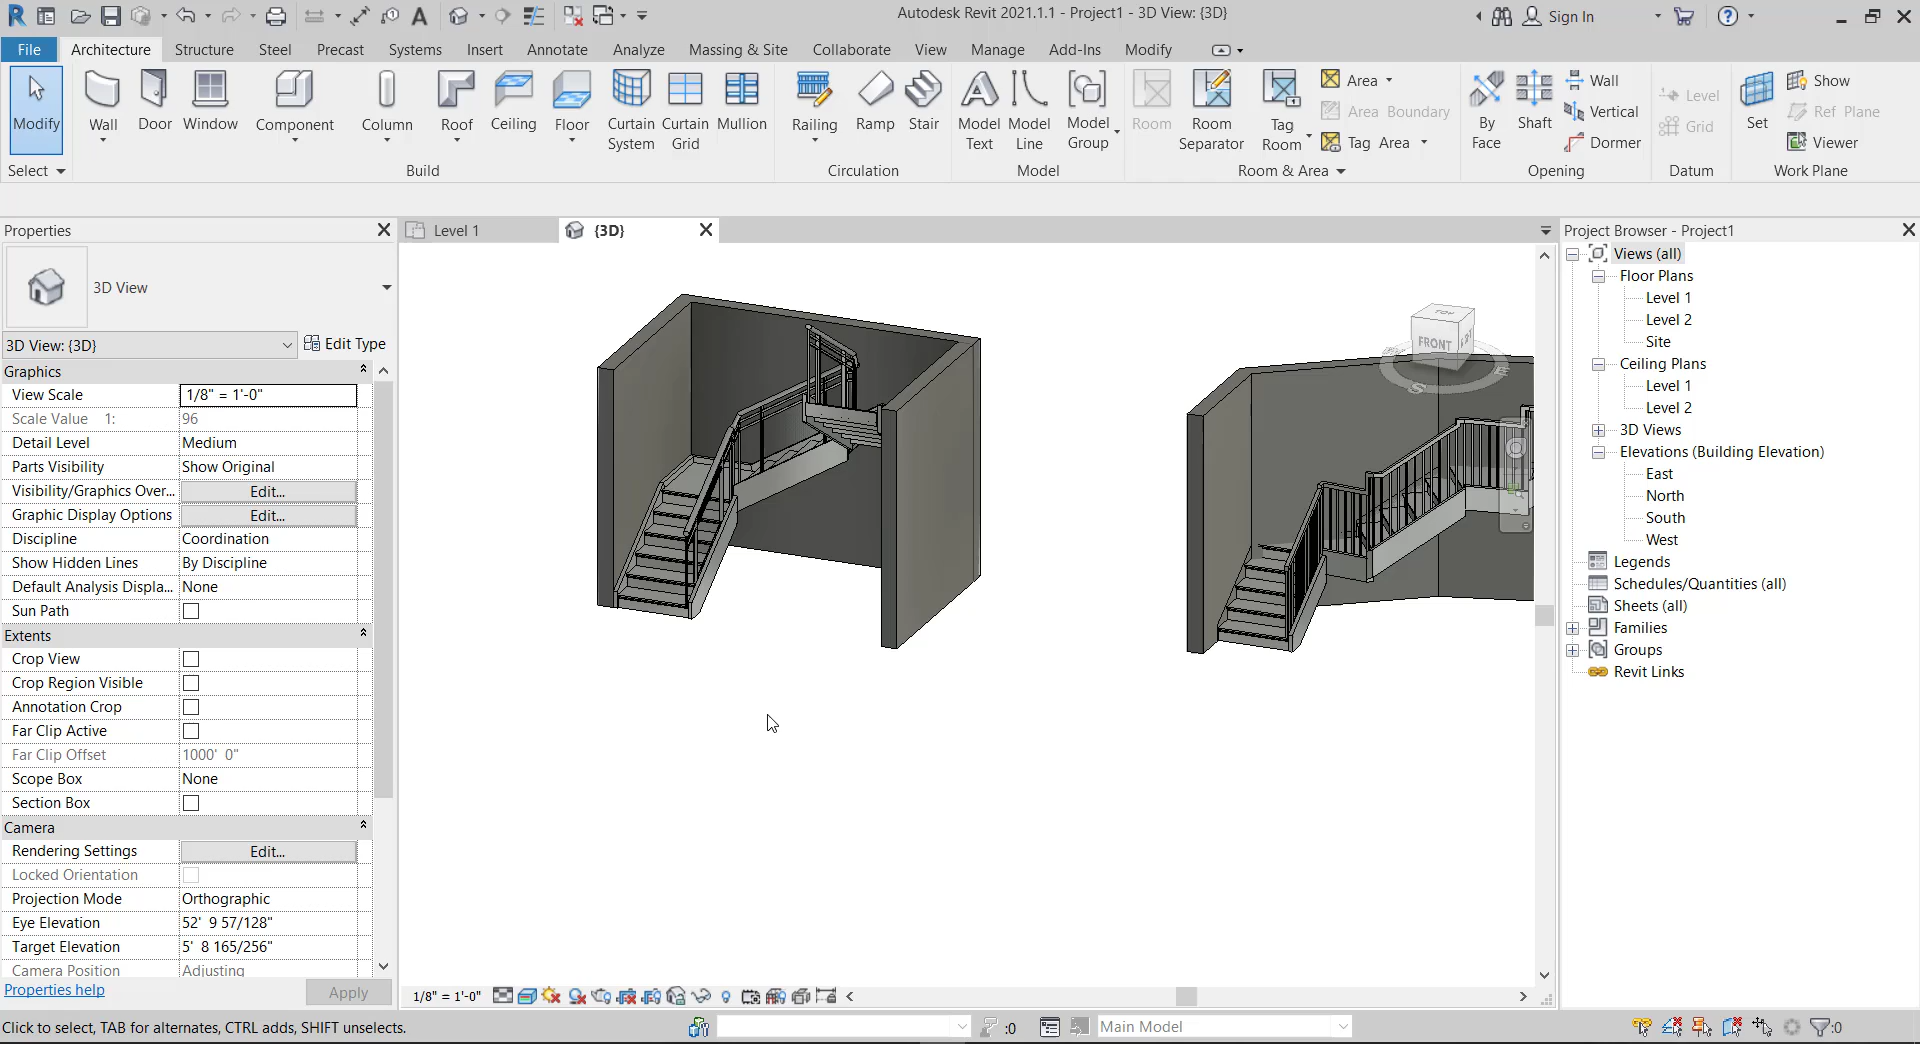 Autodesk Revit 2021.1.1 - Project1 - 3D View: {3D}
Sign In
File
Architecture
Structure
Steel
Precast
Systems
Insert
Annotate
Analyze
Massing & Site
Collaborate
View
Manage
Add-Ins
Modify
Modify
Select
Wall
Door
Window
Component
Column
Roof
Ceiling
Floor
Curtain
System
Curtain
Grid
Mullion
Build
Railing
Ramp
Stair
Circulation
Model
Text
Model
Line
Model
Group
Model
Room
Room
Separator
Tag
Room
Area
Area Boundary
Tag Area
Room & Area
By
Face
Shaft
Wall
Vertical
Dormer
Opening
Level
Grid
Datum
Set
Show
Ref Plane
Viewer
Work Plane
Properties
3D View
3D View: {3D}
Edit Type
Graphics
View Scale 1/8" = 1'-0"
Scale Value 1: 96
Detail Level Medium
Parts Visibility Show Original
Visibility/Graphics Over... Edit...
Graphic Display Options Edit...
Discipline Coordination
Show Hidden Lines By Discipline
Default Analysis Displa... None
Sun Path
Extents
Crop View
Crop Region Visible
Annotation Crop
Far Clip Active
Far Clip Offset 1000' 0"
Scope Box None
Section Box
Camera
Rendering Settings Edit...
Locked Orientation
Projection Mode Orthographic
Eye Elevation 52' 9 57/128"
Target Elevation 5' 8 165/256"
Camera Position Adjusting
Properties help
Apply
Level 1
{3D}
TOP
FRONT
S
E
1/8" = 1'-0"
Project Browser - Project1
Views (all)
Floor Plans
Level 1
Level 2
Site
Ceiling Plans
Level 1
Level 2
3D Views
Elevations (Building Elevation)
East
North
South
West
Legends
Schedules/Quantities (all)
Sheets (all)
Families
Groups
Revit Links
Click to select, TAB for alternates, CTRL adds, SHIFT unselects.
:0
Main Model
:0